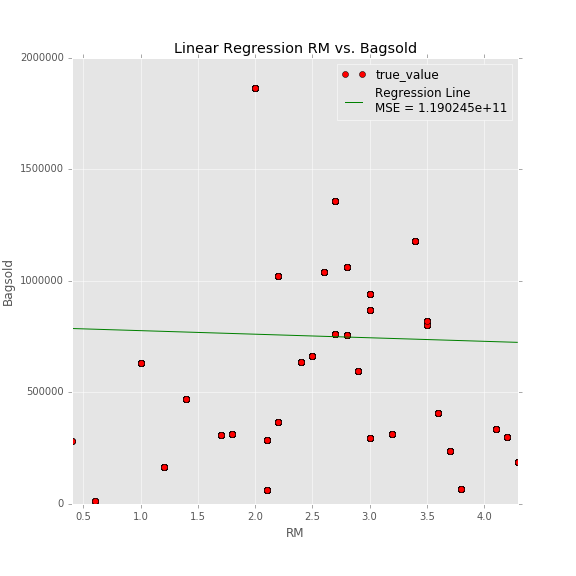 Linear Regression RM vs. Bagsold
true_value
Regression Line
MSE = 1.190245e+11
2000000
1500000
1000000
500000
0
Bagsold
0.5 1.0 1.5 2.0 2.5 3.0 3.5 4.0
RM